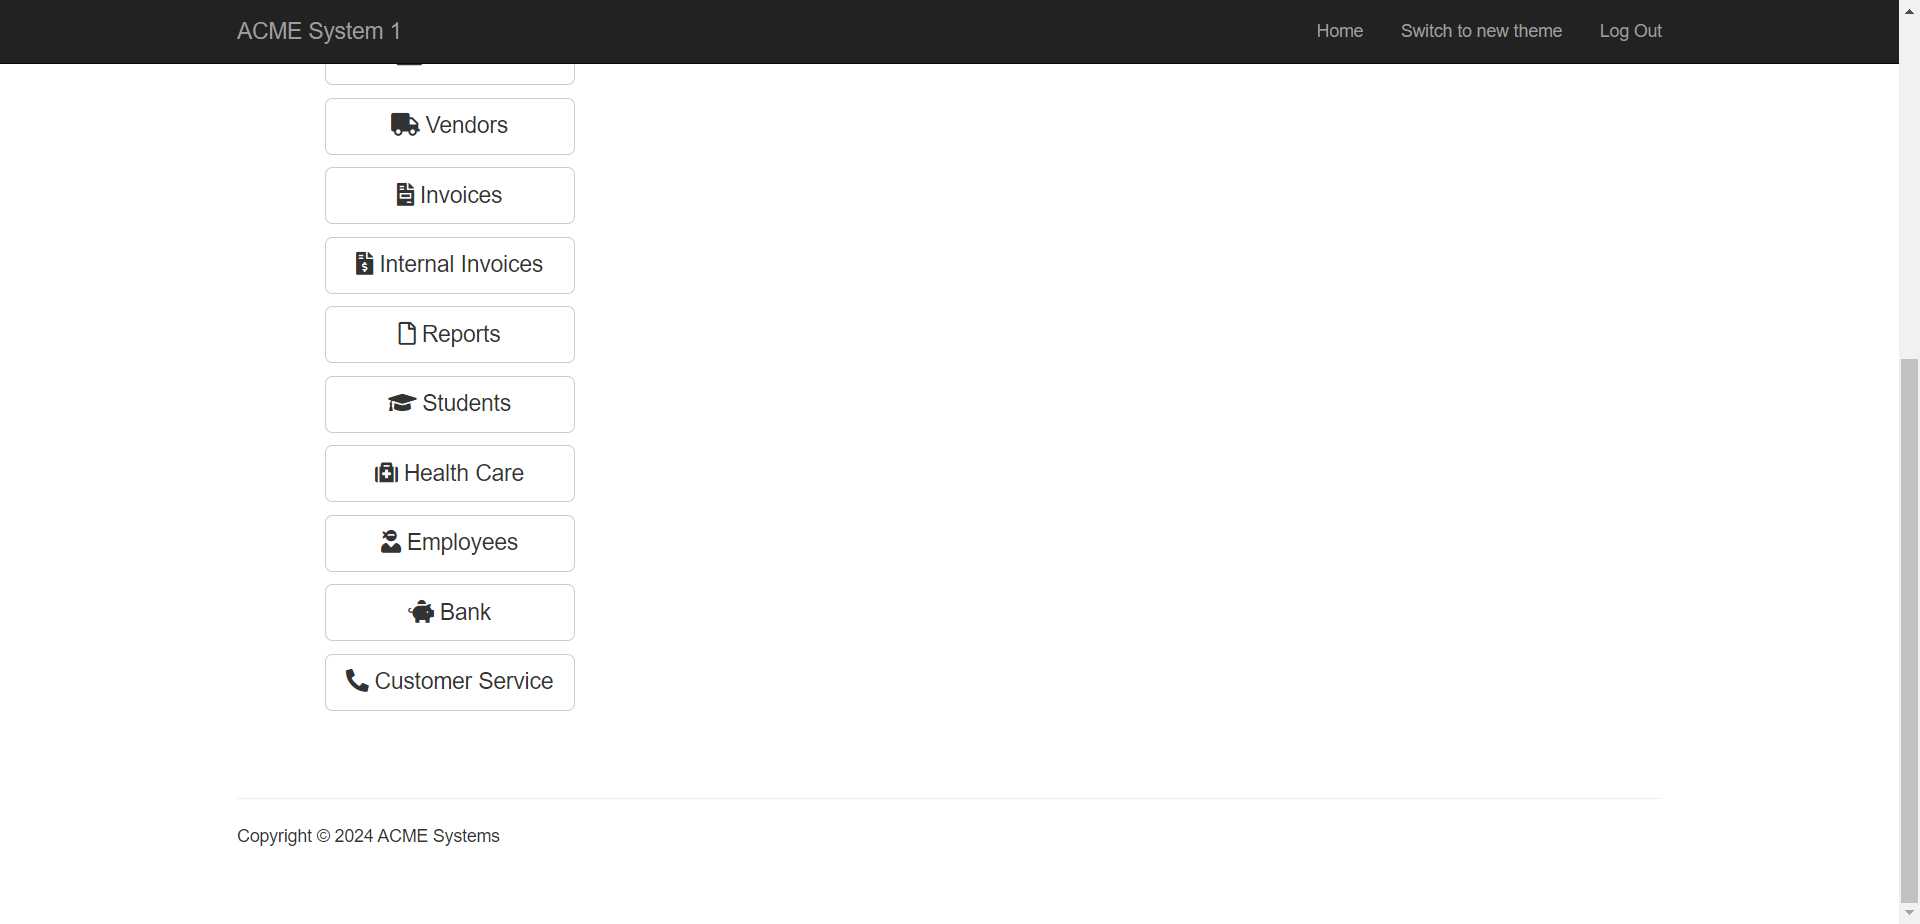 ACME System 1
Home
Switch to new theme
Log Out
Vendors
Invoices
Internal Invoices
Reports
Students
Health Care
Employees
Bank
Customer Service
Copyright © 2024 ACME Systems